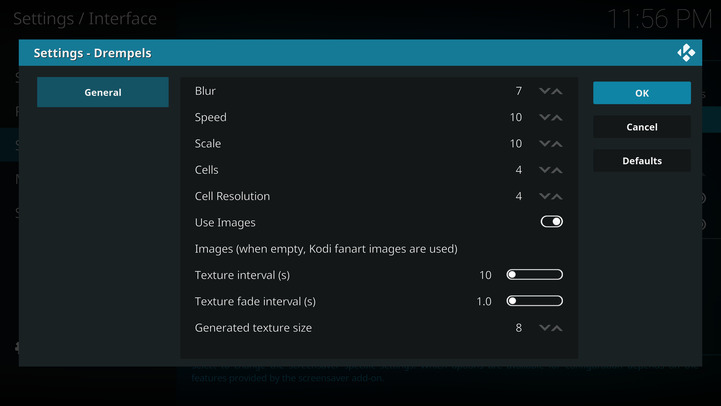 Settings / Interface
11:56 PM
Settings - Drempels
General
Blur 7
Speed 10
Scale 10
Cells 4
Cell Resolution 4
Use Images
Images (when empty, Kodi fanart images are used)
Texture interval (s) 10
Texture fade interval (s) 1.0
Generated texture size 8
OK
Cancel
Defaults
features provided by the screensaver add-on.